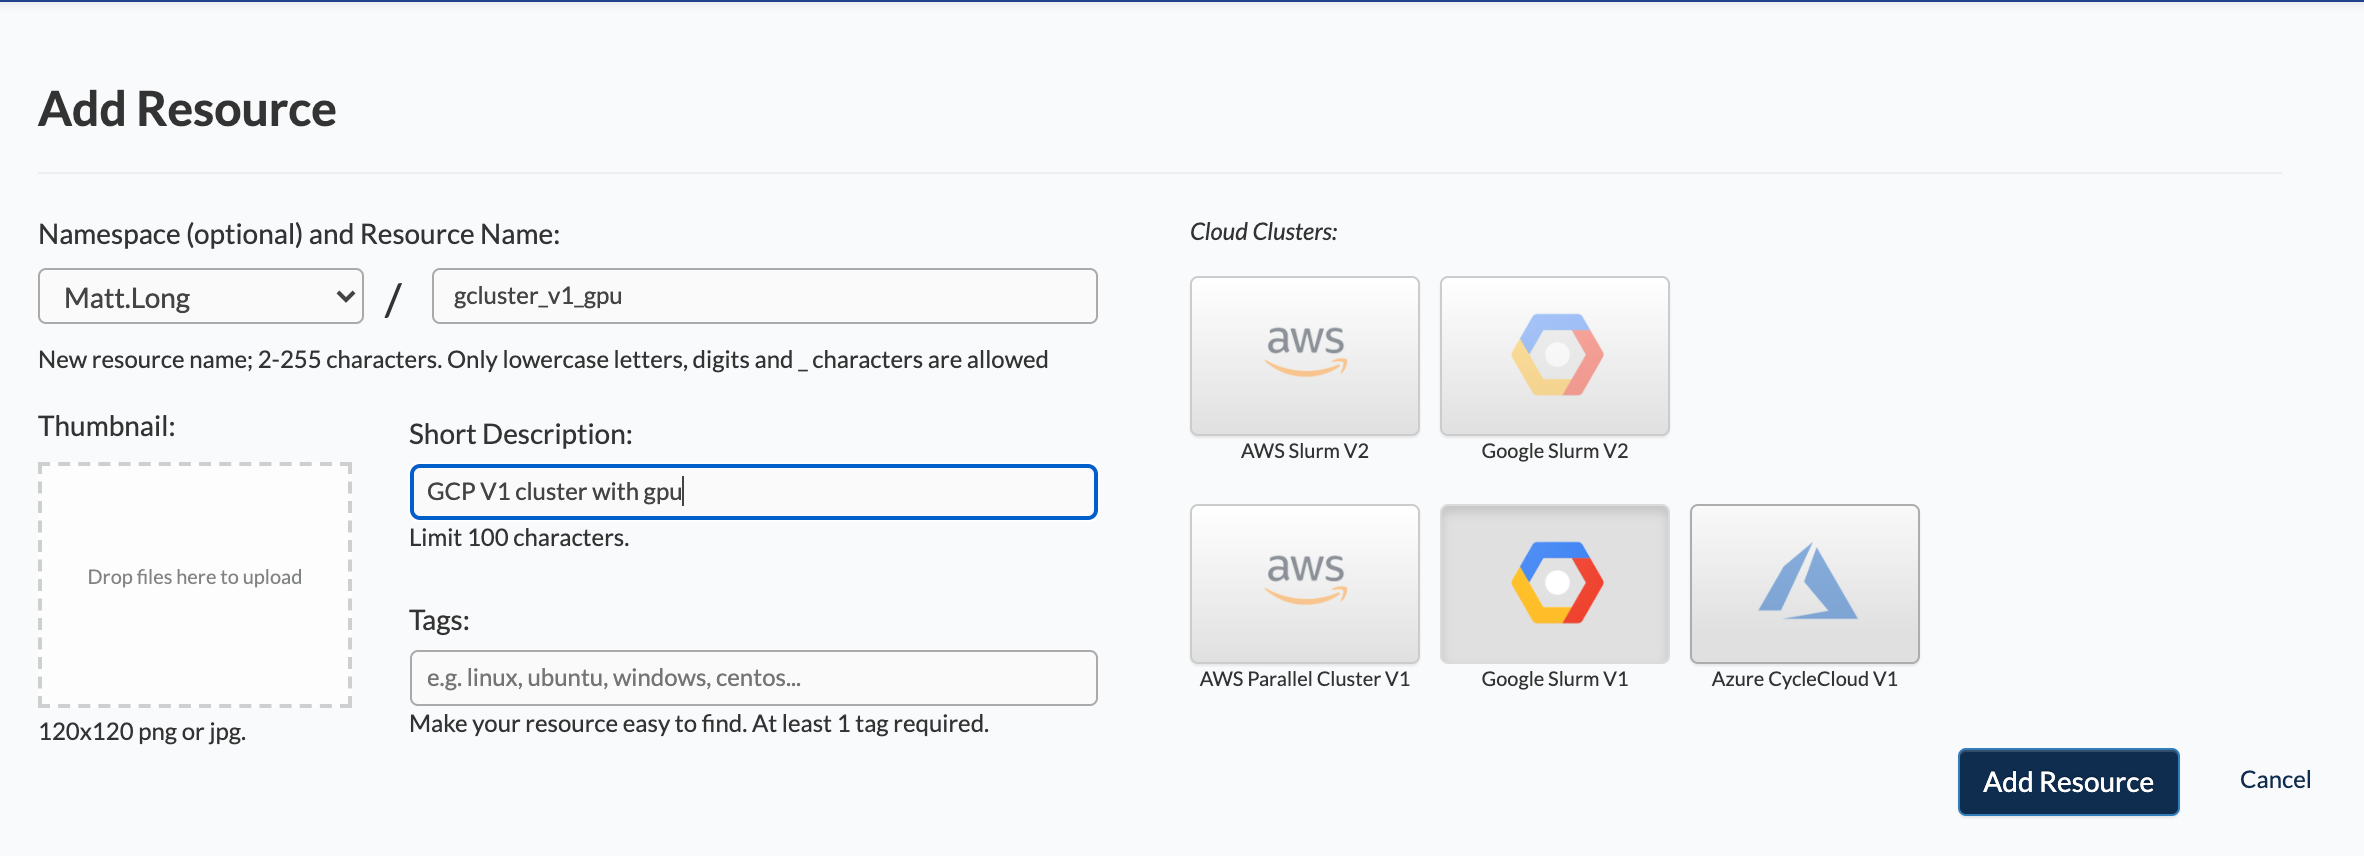 Add Resource
Namespace (optional) and Resource Name:
Matt.Long / gcluster_v1_gpu
New resource name; 2-255 characters. Only lowercase letters, digits and _ characters are allowed
Thumbnail:
Drop files here to upload
120x120 png or jpg.
Short Description:
GCP V1 cluster with gpu
Limit 100 characters.
Tags:
e.g. linux, ubuntu, windows, centos...
Make your resource easy to find. At least 1 tag required.
Cloud Clusters:
aws
AWS Slurm V2
Google Slurm V2
aws
AWS Parallel Cluster V1
Google Slurm V1
Azure CycleCloud V1
Add Resource
Cancel